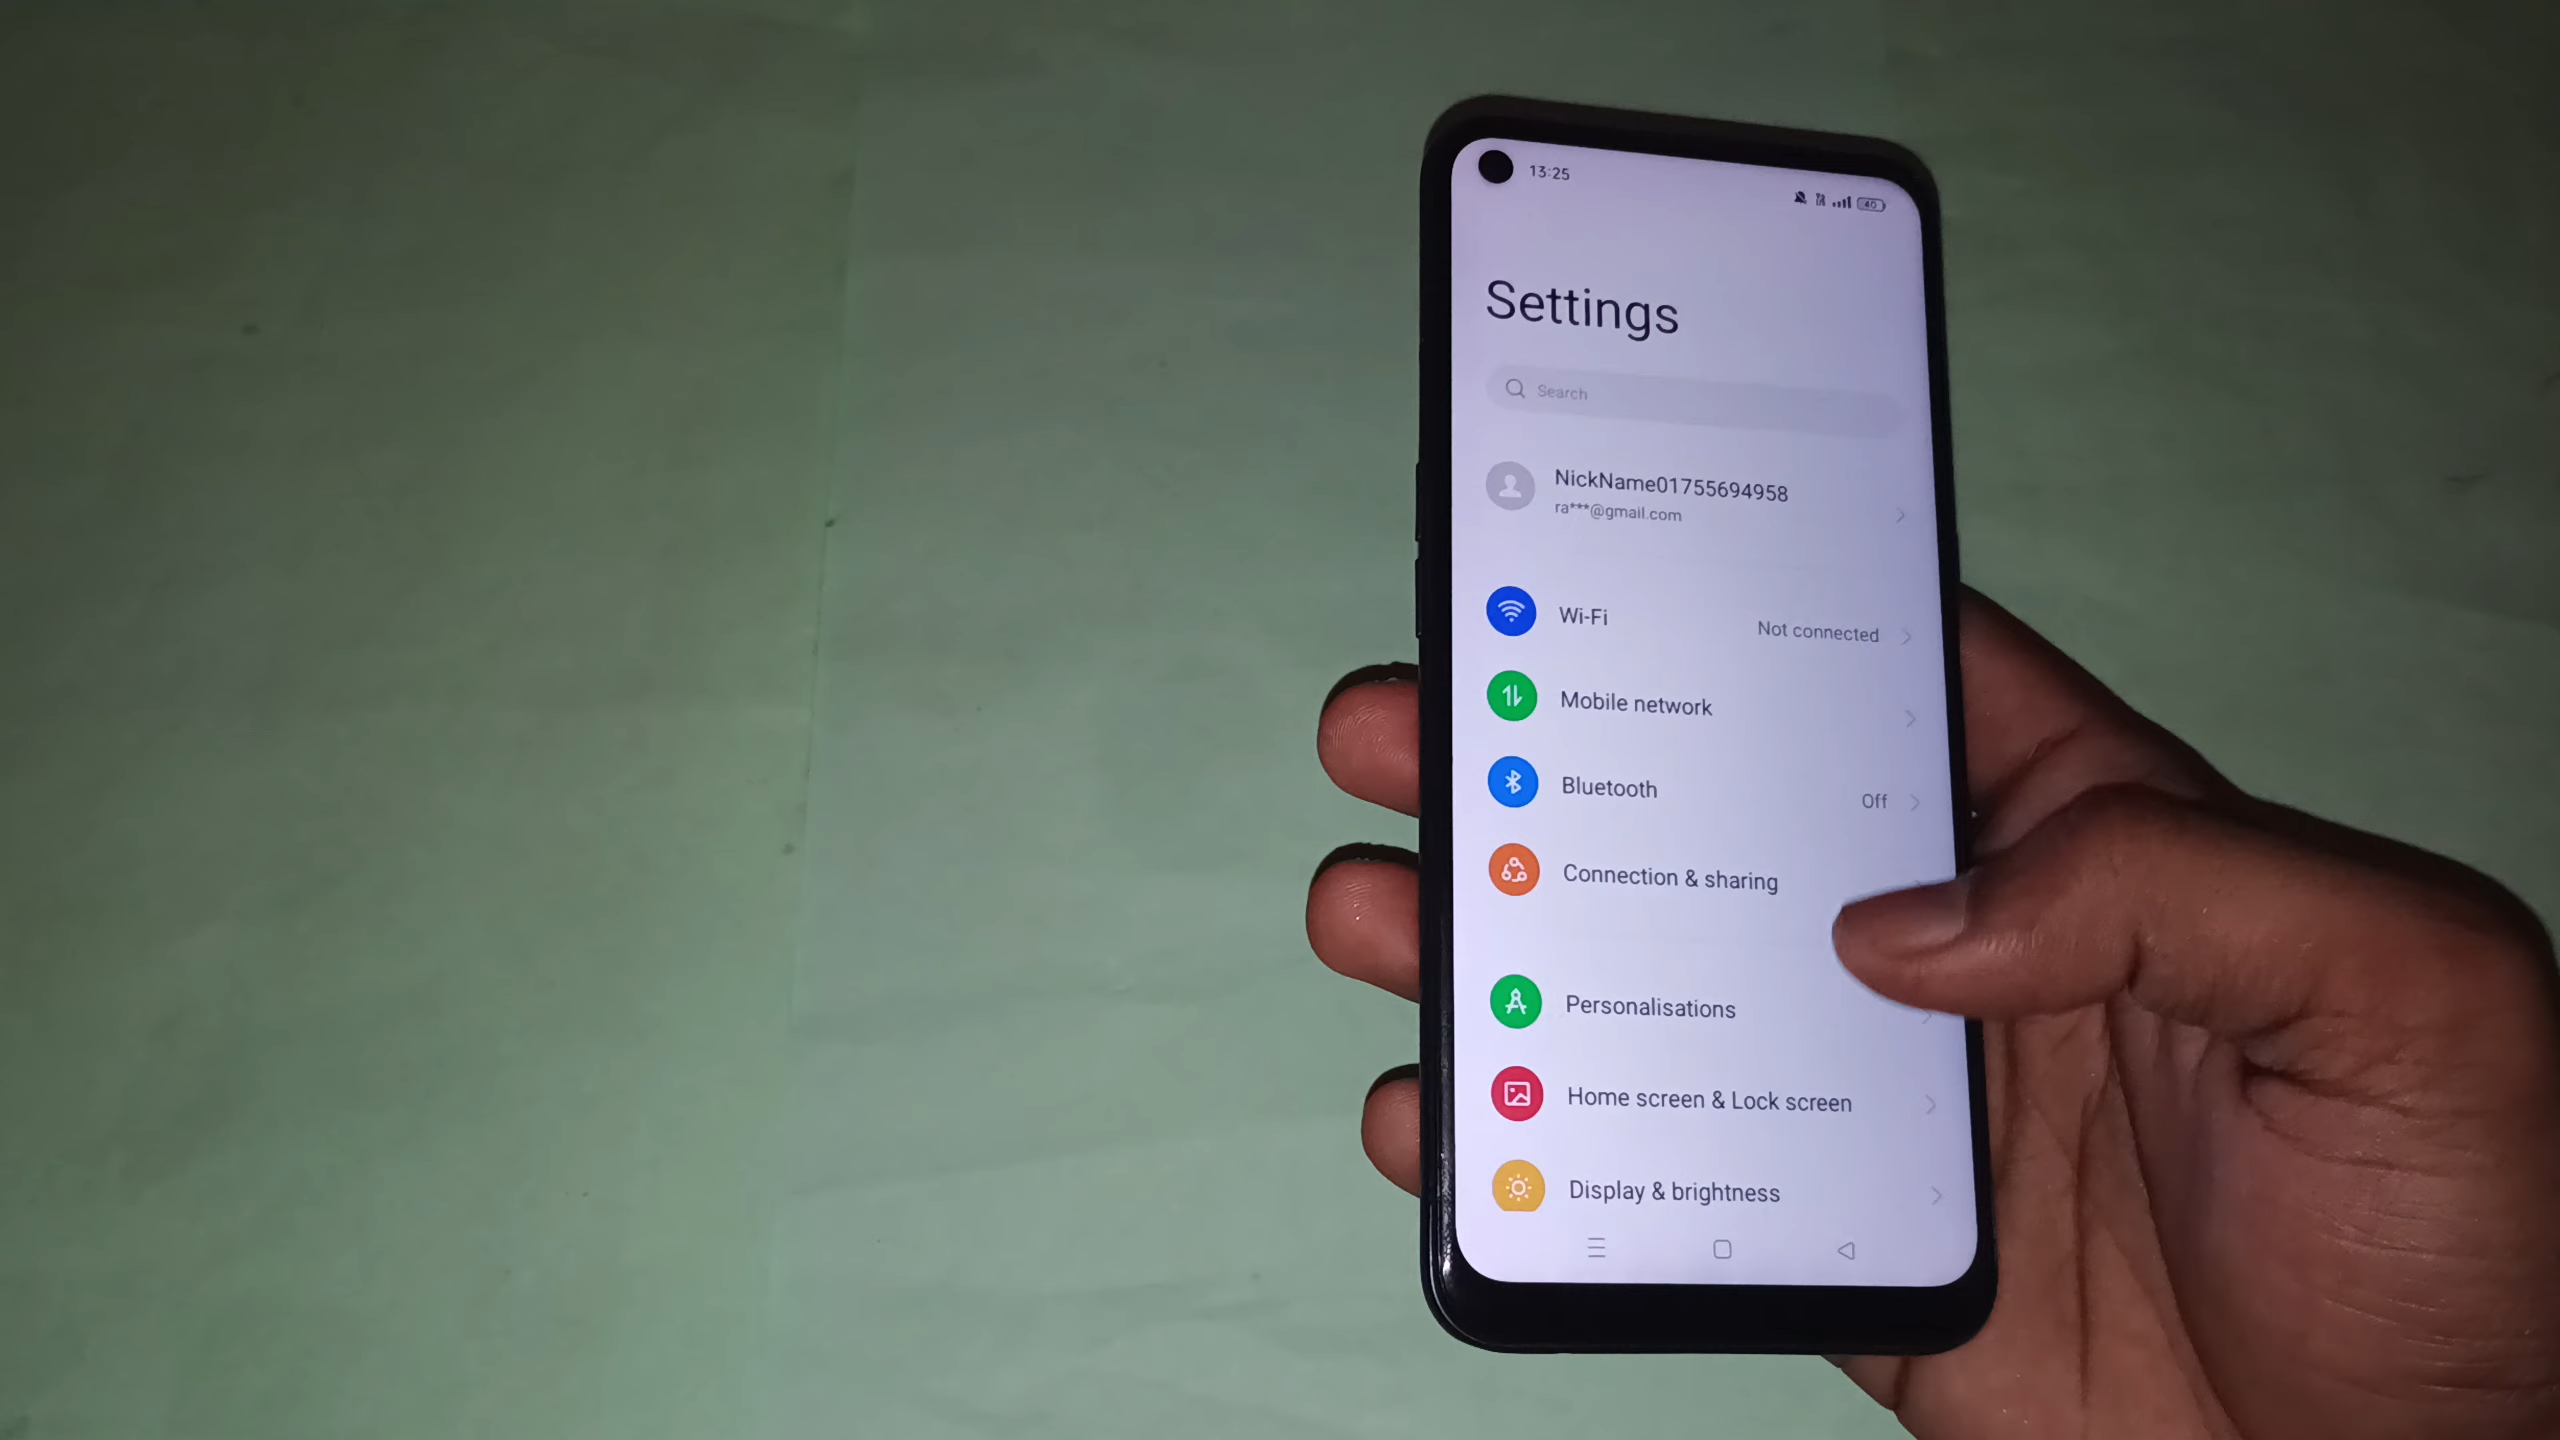 13:25
40
Settings
Search
NickName01755694958
ra***@gmail.com
Wi-Fi
Not connected
Mobile network
Bluetooth
Off
Connection & sharing
Personalisations
Home screen & Lock screen
Display & brightness